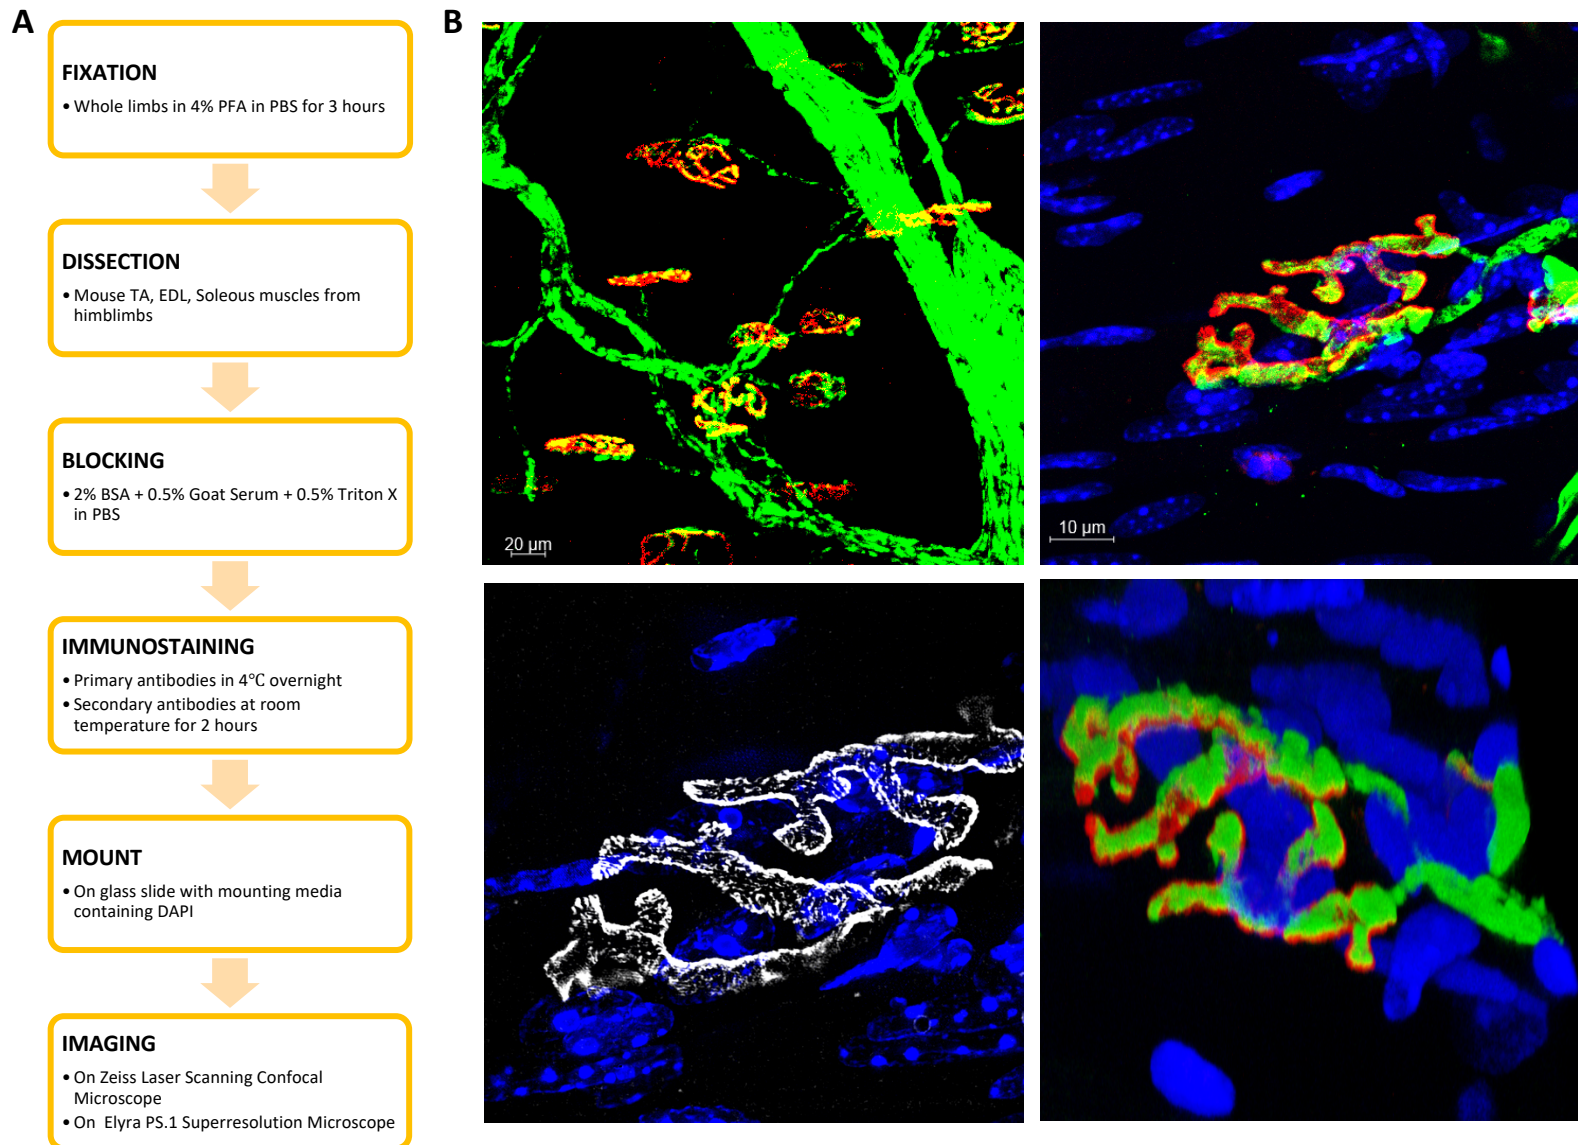 A
FIXATION
• Whole limbs in 4% PFA in PBS for 3 hours
DISSECTION
• Mouse TA, EDL, Soleous muscles from
himblimbs
BLOCKING
• 2% BSA + 0.5% Goat Serum + 0.5% Triton X
in PBS
IMMUNOSTAINING
• Primary antibodies in 4℃ overnight
• Secondary antibodies at room
temperature for 2 hours
MOUNT
• On glass slide with mounting media
containing DAPI
IMAGING
• On Zeiss Laser Scanning Confocal
Microscope
• On Elyra PS.1 Superresolution Microscope
B
20 µm
10 µm